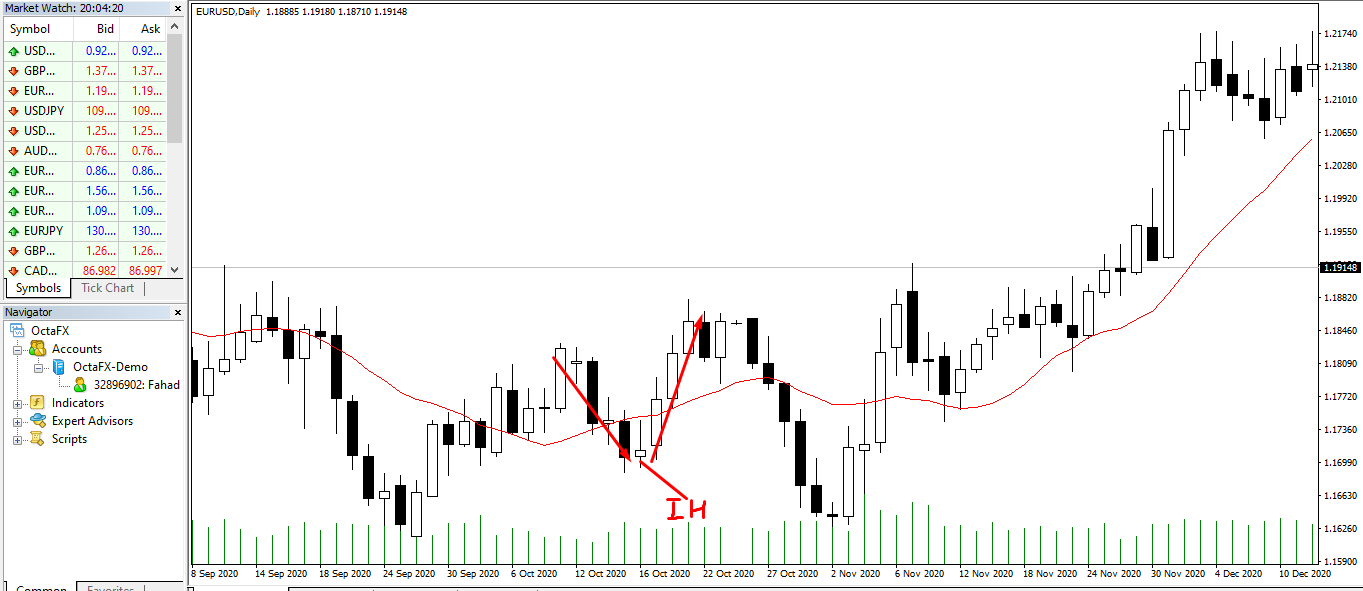 Market Watch: 20:04:20
Symbol Bid Ask
USD... 0.92... 0.92...
GBP... 1.37... 1.37...
EUR... 1.19... 1.19...
USDJPY 109.... 109....
USD... 1.25... 1.25...
AUD... 0.76... 0.76...
EUR... 0.86... 0.86...
EUR... 1.56... 1.56...
EUR... 1.09... 1.09...
EURJPY 130.... 130....
GBP... 1.26... 1.26...
CAD... 86.982 86.997
Symbols Tick Chart
Navigator
OctaFX
Accounts
OctaFX-Demo
32896902: Fahad
Indicators
Expert Advisors
Scripts
Common Favorites
EURUSD,Daily 1.18885 1.19180 1.18710 1.19148
IH
1.21740
1.21380
1.21010
1.20650
1.20280
1.19920
1.19550
1.19148
1.18820
1.18460
1.18090
1.17720
1.17360
1.16990
1.16630
1.16260
1.15900
8 Sep 2020 14 Sep 2020 18 Sep 2020 24 Sep 2020 30 Sep 2020 6 Oct 2020 12 Oct 2020 16 Oct 2020 22 Oct 2020 27 Oct 2020 2 Nov 2020 6 Nov 2020 12 Nov 2020 18 Nov 2020 24 Nov 2020 30 Nov 2020 4 Dec 2020 10 Dec 2020